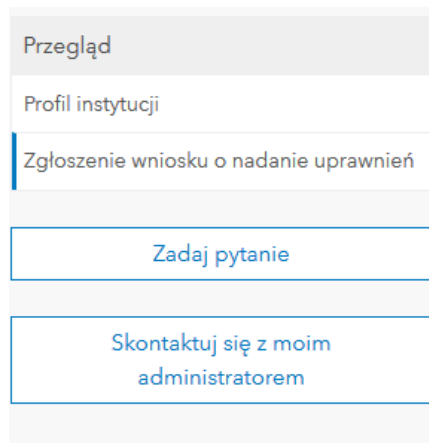 Przegląd
Profil instytucji
Zgłoszenie wniosku o nadanie uprawnień
Zadaj pytanie
Skontaktuj się z moim
administratorem